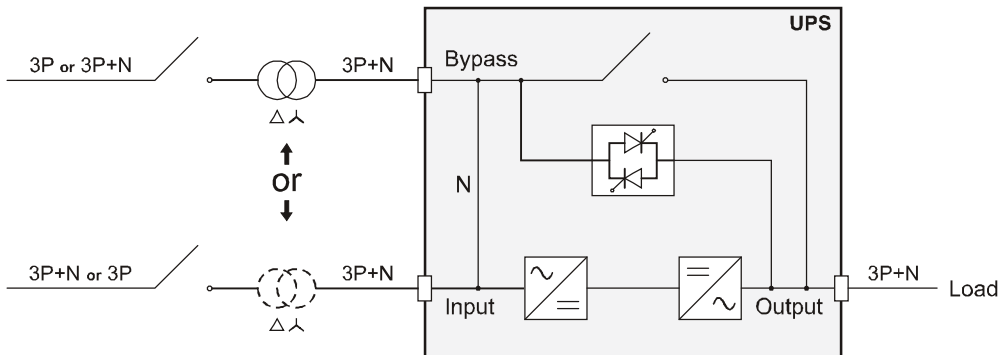 UPS
3P or 3P+N
3P+N
Bypass
or
N
3P+N or 3P
3P+N
Input
Output
3P+N
Load